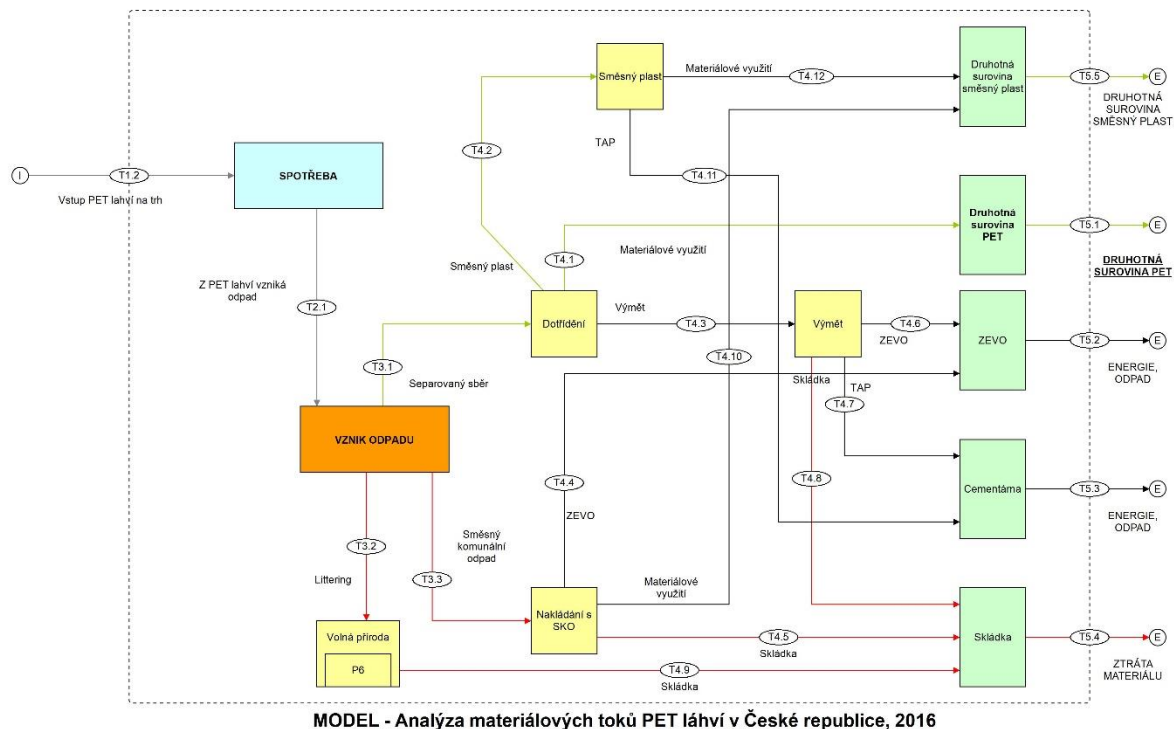 Směsný plast
Materiálové využití
T4.12
Druhotná
surovina
směsný plast
T5.5
E
DRUHOTNÁ
SUROVINA
SMĚSNÝ PLAST
TAP
T4.2
T4.11
I
T1.2
Vstup PET lahví na trh
SPOTŘEBA
Druhotná
surovina
PET
T5.1
E
DRUHOTNÁ
SUROVINA PET
Směsný plast
T4.1
Materiálové využití
Z PET lahví vzniká
odpad
T2.1
Dotřídění
Výmět
T4.3
Výmět
T4.6
ZEVO
ZEVO
T5.2
E
ENERGIE,
ODPAD
T4.10
T3.1
Separovaný sběr
Skládka
TAP
T4.7
VZNIK ODPADU
T4.4
ZEVO
T4.8
Cementárna
T5.3
E
ENERGIE,
ODPAD
T3.2
Littering
Směsný
komunální
odpad
T3.3
Nakládání s
SKO
Materiálové
využití
T4.5
Skládka
Skládka
T5.4
E
ZTRÁTA
MATERIÁLU
Volná příroda
P6
T4.9
Skládka
MODEL - Analýza materiálových toků PET láhví v České republice, 2016